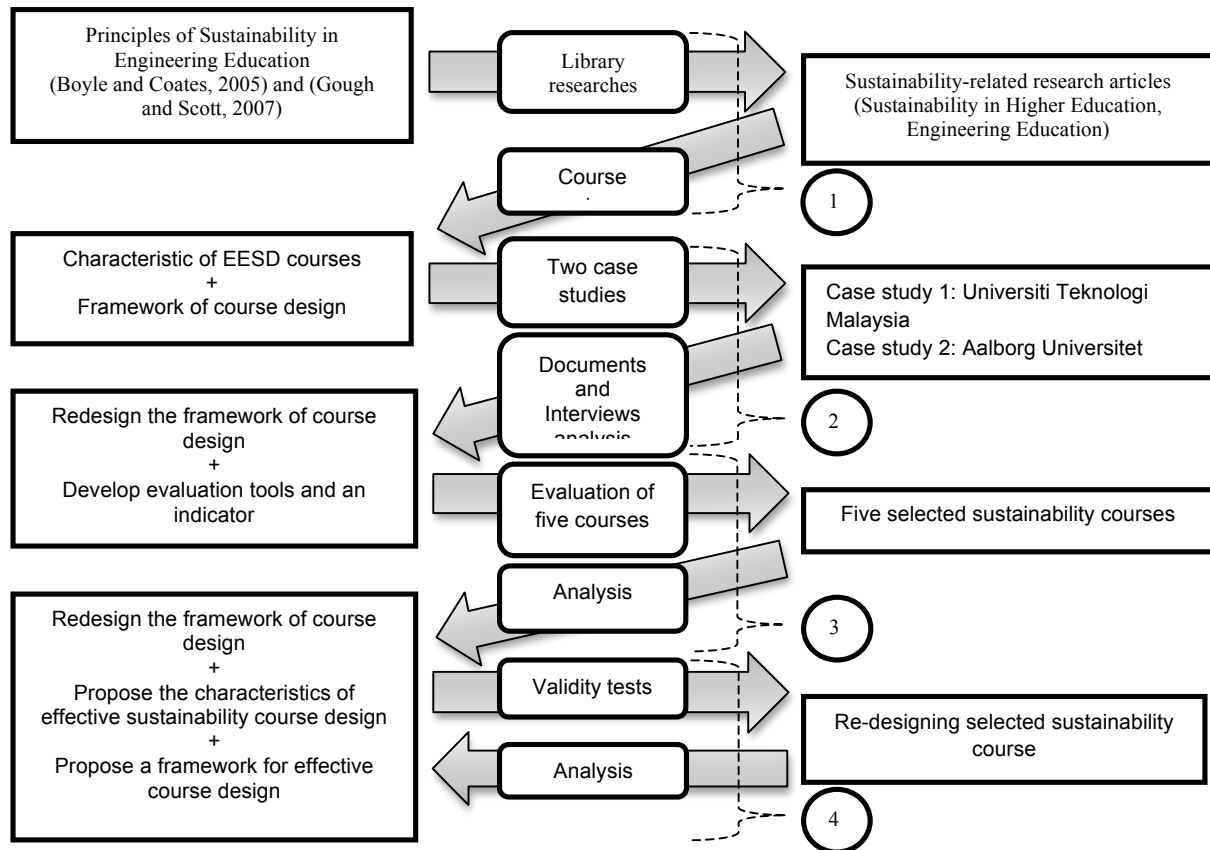 Principles of Sustainability in
Engineering Education
(Boyle and Coates, 2005) and (Gough
and Scott, 2007)
Library
researches
Sustainability-related research articles
(Sustainability in Higher Education,
Engineering Education)
Course
1
Characteristic of EESD courses
+
Framework of course design
Two case
studies
Case study 1: Universiti Teknologi
Malaysia
Case study 2: Aalborg Universitet
Documents
and
Interviews
analysis
2
Redesign the framework of course
design
+
Develop evaluation tools and an
indicator
Evaluation of
five courses
Five selected sustainability courses
Analysis
3
Redesign the framework of course
design
+
Propose the characteristics of
effective sustainability course design
+
Propose a framework for effective
course design
Validity tests
Re-designing selected sustainability
course
Analysis
4